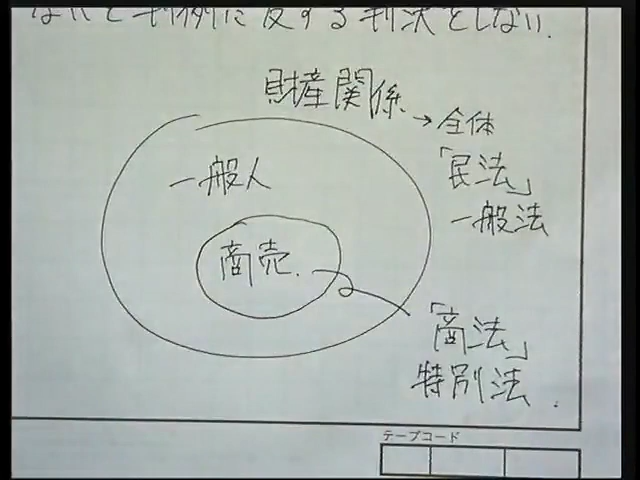 ないと判例に反する判決をしない.
財産関係
→全体
「民法」
一般法
一般人
商売.
「商法」
特別法.
テープコード